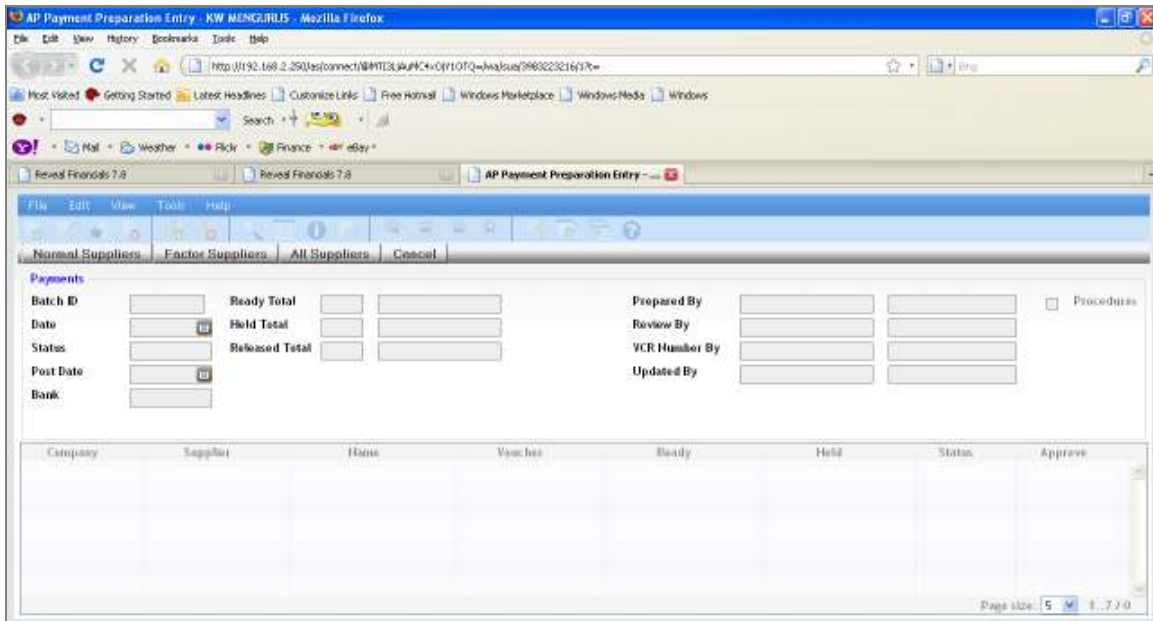 AP Payment Preparation Entry - KW MENGURUS - Mozilla Firefox
File Edit View History Bookmarks Tools Help
Most Visited Getting Started Latest Headlines Customize Links Free Hotmail Windows Marketplace Windows Media Windows
Search
Y! Mail Weather Flickr Finance eBay
Reveal Financials 7.8 Reveal Financials 7.8 AP Payment Preparation Entry - ...
File Edit View Tools Help
Normal Suppliers Factor Suppliers All Suppliers Cancel
Payments
Batch ID Ready Total Prepared By Procedures
Date Held Total Review By
Status Released Total VCR Number By
Post Date Updated By
Bank
Company Supplier Name Voucher Ready Held Status Approve
Page size: 5 1..7 / 0